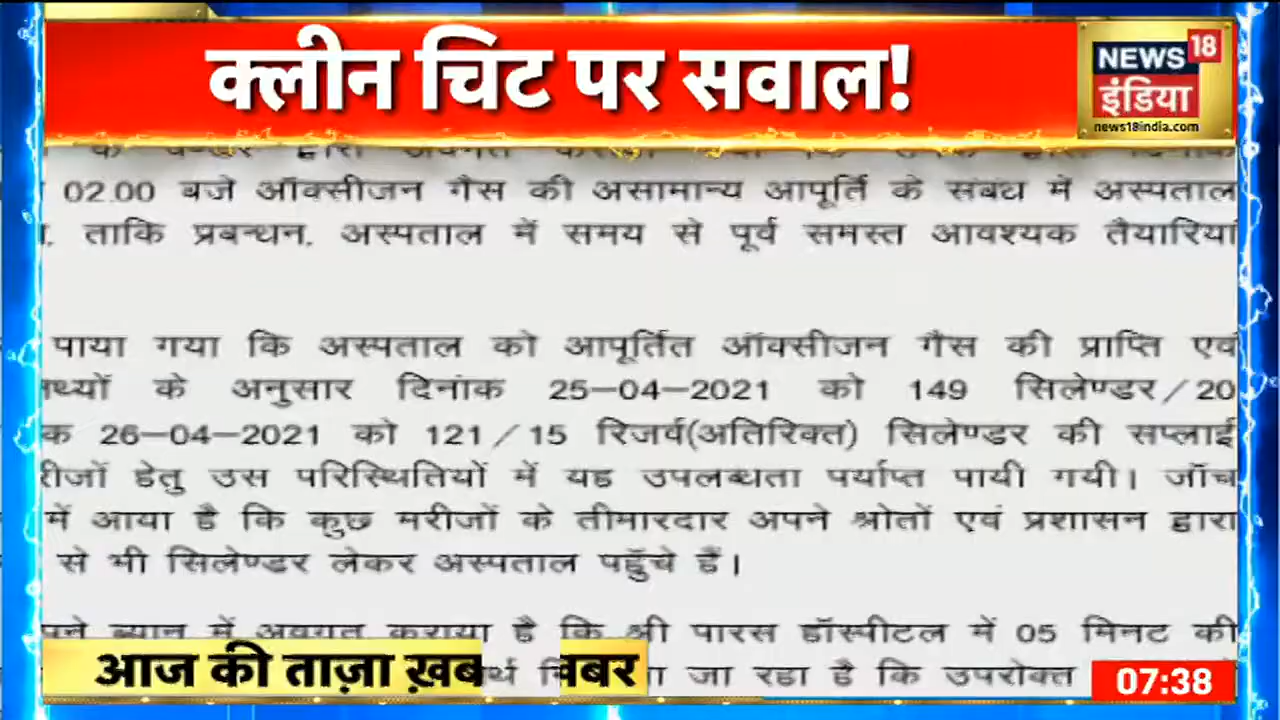 क्लीन चिट पर सवाल!
NEWS 18
इंडिया
news18india.com
02.00 बजे ऑक्सीजन गैस की असामान्य आपूर्ति के संबंध में अस्पताल
ताकि प्रबन्धन, अस्पताल में समय से पूर्व समस्त आवश्यक तैयारियां
पाया गया कि अस्पताल को आपूर्तित ऑक्सीजन गैस की प्राप्ति एवं
थ्यों के अनुसार दिनांक 25-04-2021 को 149 सिलेण्डर/20
क 26-04-2021 को 121/15 रिजर्व(अतिरिक्त) सिलेण्डर की सप्लाई
रीजों हेतु उस परिस्थितियों में यह उपलब्धता पर्याप्त पायी गयी। जॉच
में आया है कि कुछ मरीजों के तीमारदार अपने श्रोतों एवं प्रशासन द्वारा
से भी सिलेण्डर लेकर अस्पताल पहुॅचे हैं।
पने ब्यान में अवगत कराया है कि श्री पारस हॉस्पीटल में 05 मिनट की
जा रहा है कि उपरोक्त
आज की ताज़ा ख़ब बर
07:38